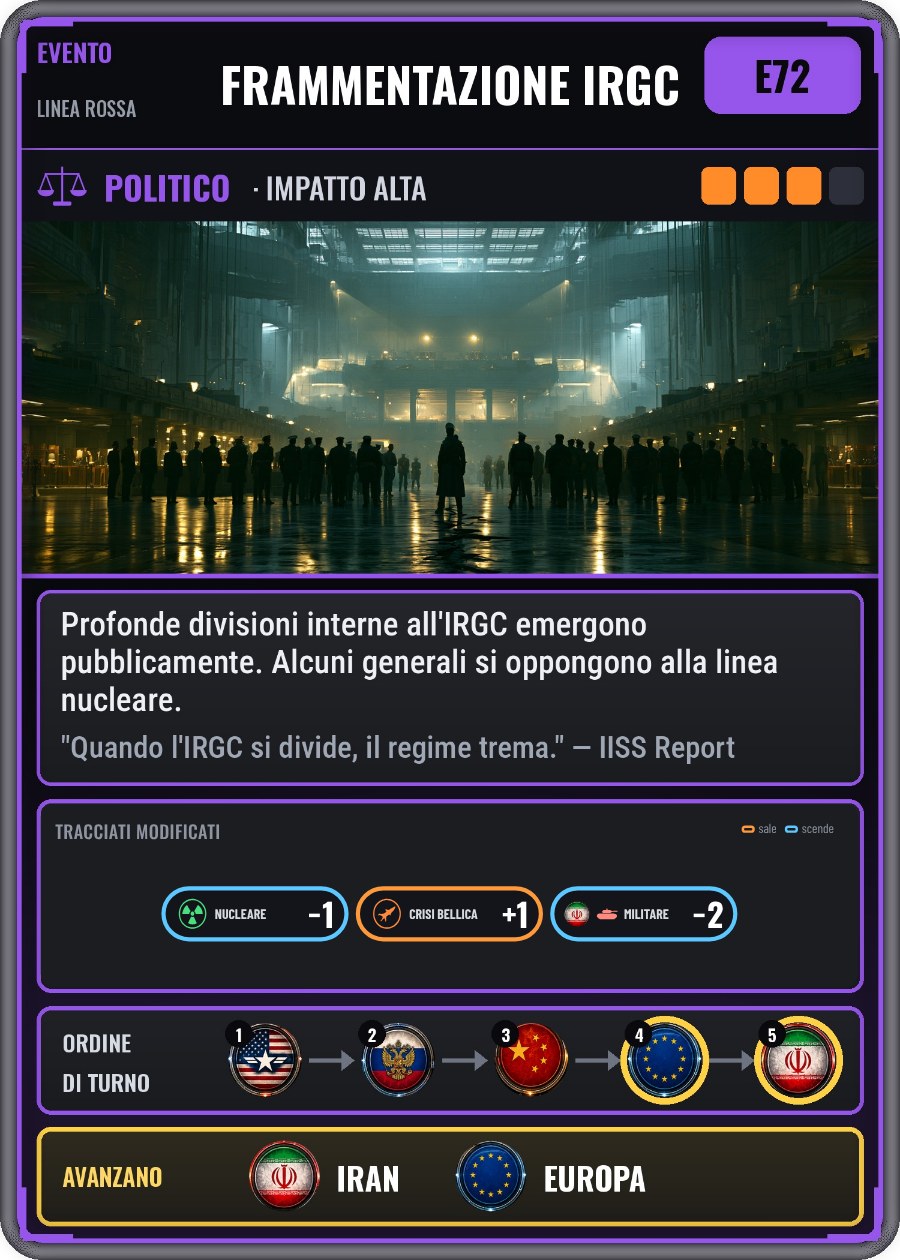 EVENTO
LINEA ROSSA
FRAMMENTAZIONE IRGC
E72
POLITICO · IMPATTO ALTA
Profonde divisioni interne all'IRGC emergono
pubblicamente. Alcuni generali si oppongono alla linea
nucleare.
"Quando l'IRGC si divide, il regime trema." — IISS Report
TRACCIATI MODIFICATI
sale scende
NUCLEARE -1 CRISI BELLICA +1 MILITARE -2
ORDINE
DI TURNO
1 2 3 4 5
AVANZANO IRAN EUROPA